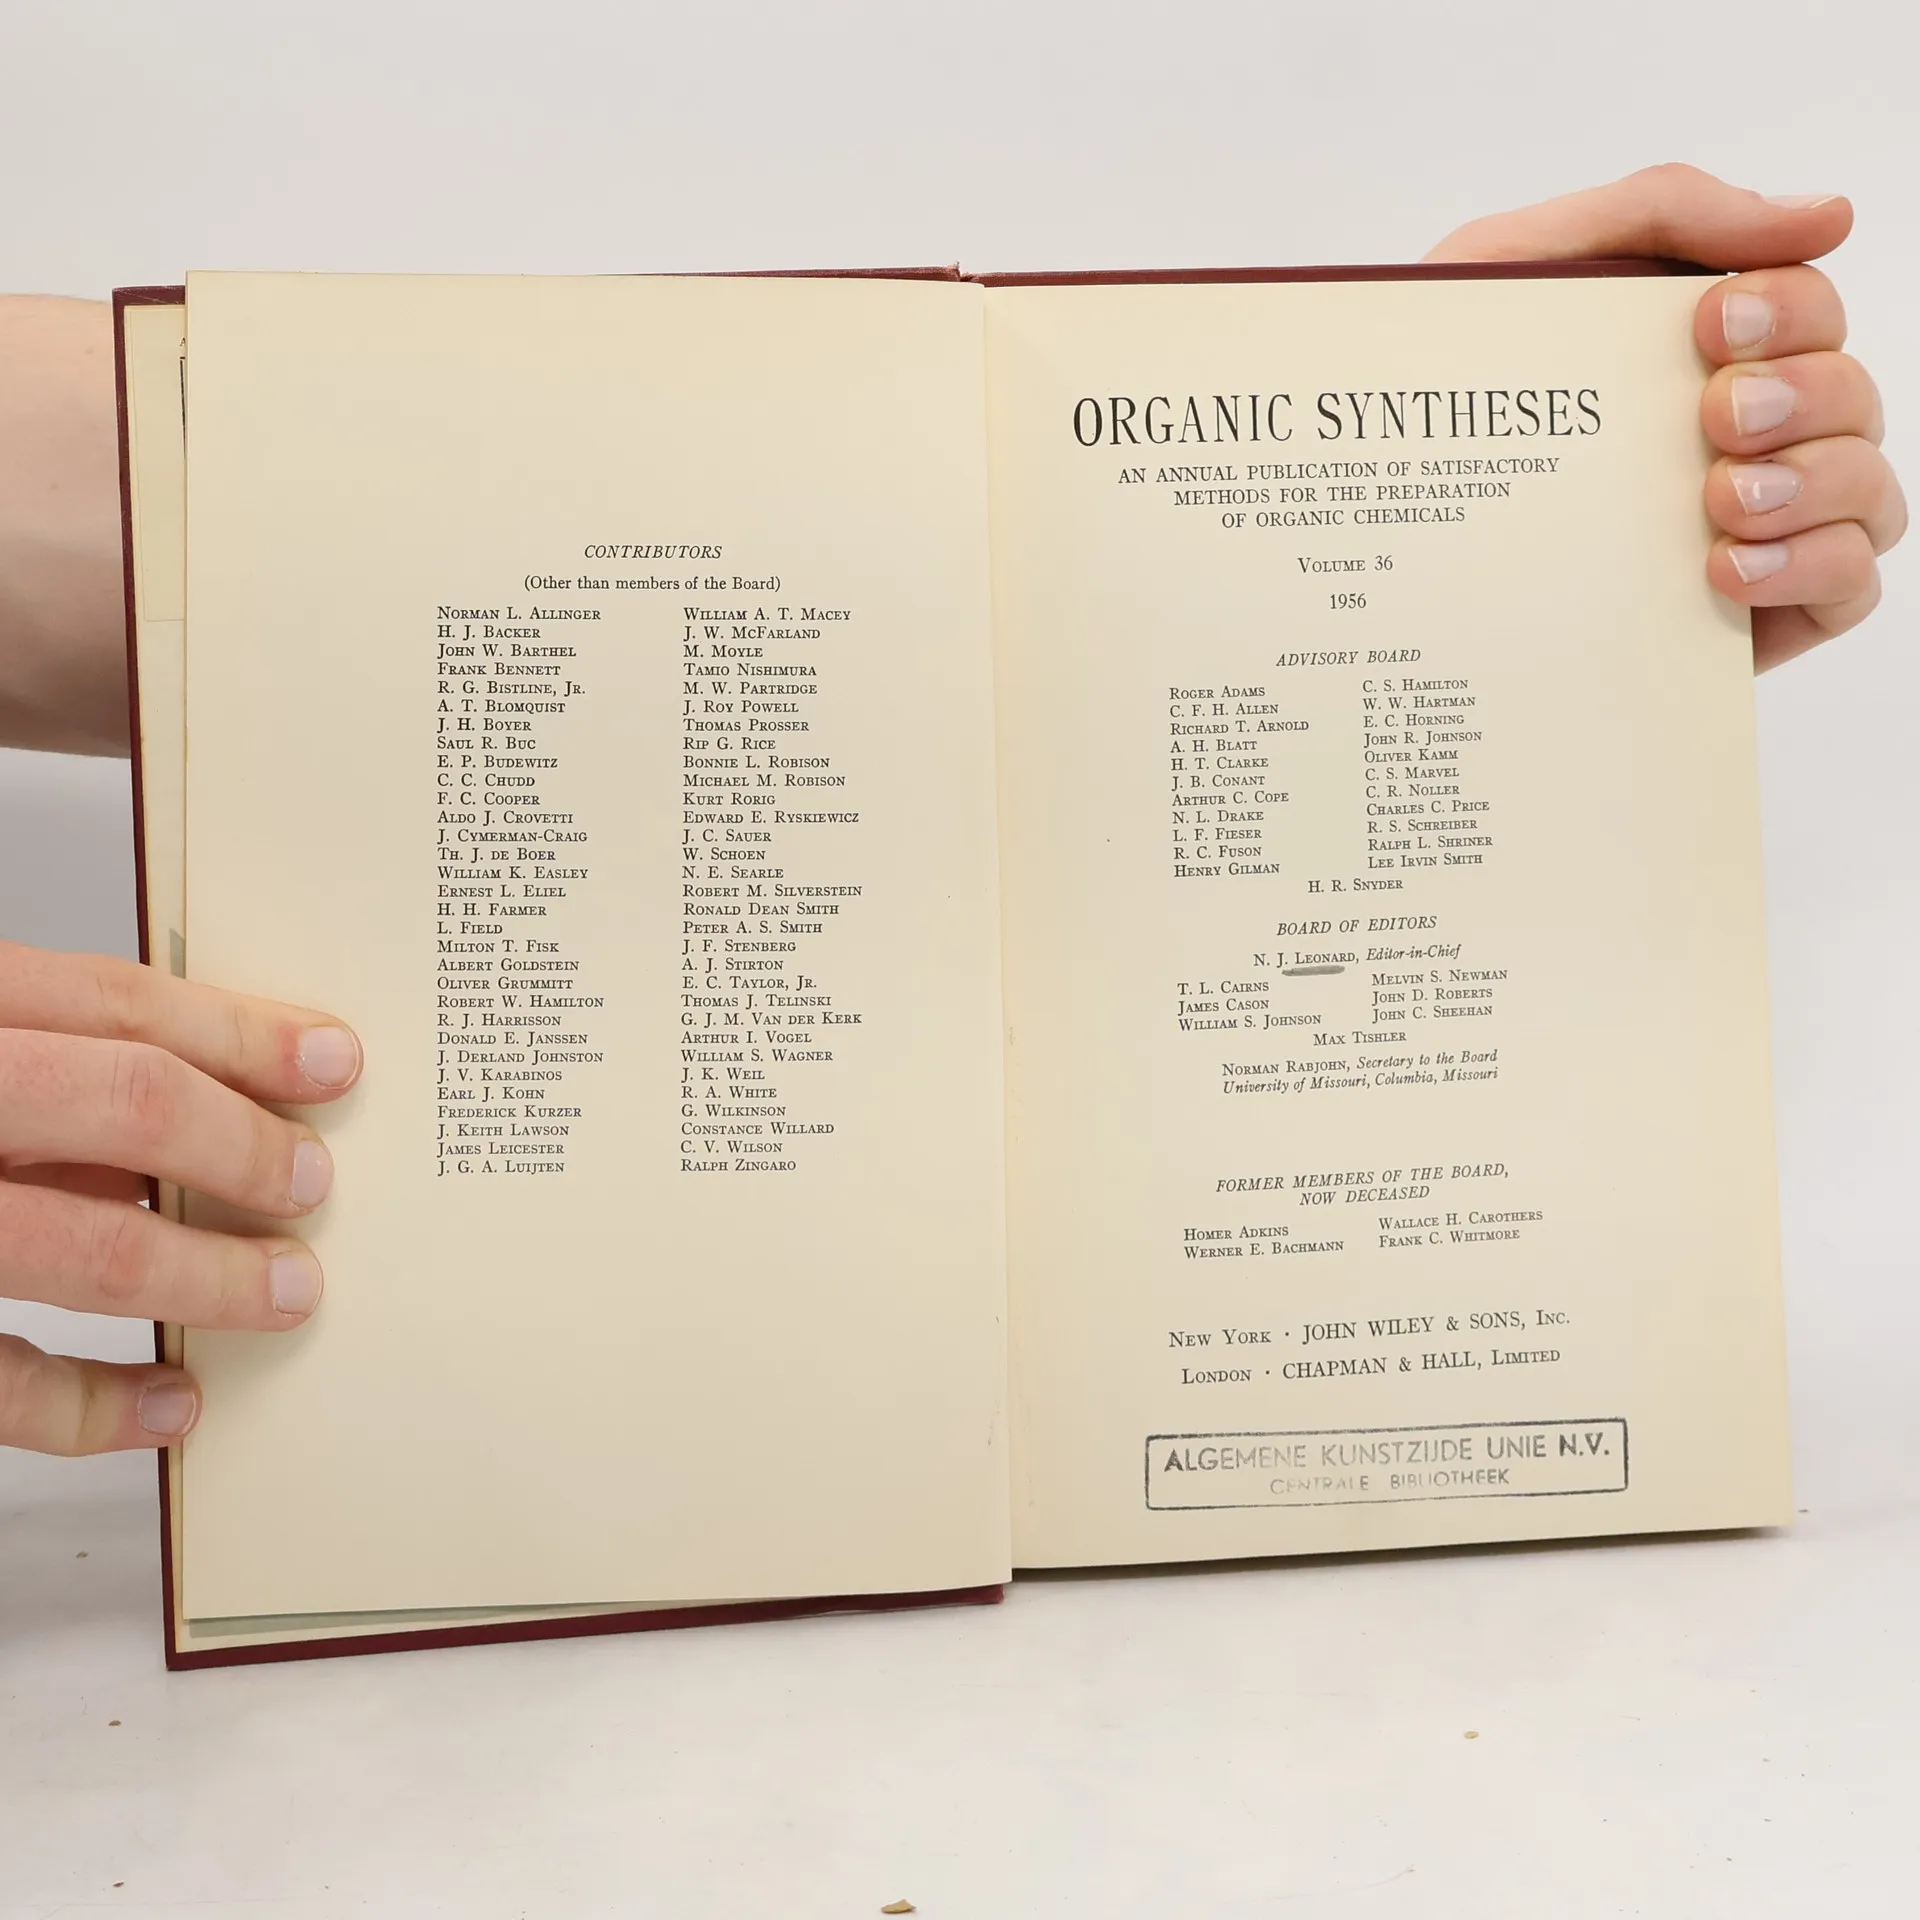 CONTRIBUTORS
(Other than members of the Board)
NORMAN L. ALLINGER
H. J. BACKER
JOHN W. BARTHEL
FRANK BENNETT
R. G. BISTLINE, JR.
A. T. BLOMQUIST
J. H. BOYER
SAUL R. BUC
E. P. BUDEWITZ
C. C. CHUDD
F. C. COOPER
ALDO J. CROVETTI
J. CYMERMAN-CRAIG
TH. J. DE BOER
WILLIAM K. EASLEY
ERNEST L. ELIEL
H. H. FARMER
L. FIELD
MILTON T. FISK
ALBERT GOLDSTEIN
OLIVER GRUMMITT
ROBERT W. HAMILTON
R. J. HARRISSON
DONALD E. JANSSEN
J. DERLAND JOHNSTON
J. V. KARABINOS
EARL J. KOHN
FREDERICK KURZER
J. KEITH LAWSON
JAMES LEICESTER
J. G. A. LUIJTEN
WILLIAM A. T. MACEY
J. W. MCFARLAND
M. MOYLE
TAMIO NISHIMURA
M. W. PARTRIDGE
J. ROY POWELL
THOMAS PROSSER
RIP G. RICE
BONNIE L. ROBISON
MICHAEL M. ROBISON
KURT RORIG
EDWARD E. RYSKIEWICZ
J. C. SAUER
W. SCHOEN
N. E. SEARLE
ROBERT M. SILVERSTEIN
RONALD DEAN SMITH
PETER A. S. SMITH
J. F. STENBERG
A. J. STIRTON
E. C. TAYLOR, JR.
THOMAS J. TELINSKI
G. J. M. VAN DER KERK
ARTHUR I. VOGEL
WILLIAM S. WAGNER
J. K. WEIL
R. A. WHITE
G. WILKINSON
CONSTANCE WILLARD
C. V. WILSON
RALPH ZINGARO
ORGANIC SYNTHESES
AN ANNUAL PUBLICATION OF SATISFACTORY
METHODS FOR THE PREPARATION
OF ORGANIC CHEMICALS
VOLUME 36
1956
ADVISORY BOARD
ROGER ADAMS
C. F. H. ALLEN
RICHARD T. ARNOLD
A. H. BLATT
H. T. CLARKE
J. B. CONANT
ARTHUR C. COPE
N. L. DRAKE
L. F. FIESER
R. C. FUSON
HENRY GILMAN
C. S. HAMILTON
W. W. HARTMAN
E. C. HORNING
JOHN R. JOHNSON
OLIVER KAMM
C. S. MARVEL
C. R. NOLLER
CHARLES C. PRICE
R. S. SCHREIBER
RALPH L. SHRINER
LEE IRVIN SMITH
H. R. SNYDER
BOARD OF EDITORS
N. J. LEONARD, Editor-in-Chief
T. L. CAIRNS
JAMES CASON
WILLIAM S. JOHNSON
MELVIN S. NEWMAN
JOHN D. ROBERTS
JOHN C. SHEEHAN
MAX TISHLER
NORMAN RABJOHN, Secretary to the Board
University of Missouri, Columbia, Missouri
FORMER MEMBERS OF THE BOARD,
NOW DECEASED
HOMER ADKINS
WERNER E. BACHMANN
WALLACE H. CAROTHERS
FRANK C. WHITMORE
NEW YORK · JOHN WILEY & SONS, INC.
LONDON · CHAPMAN & HALL, LIMITED
ALGEMENE KUNSTZIJDE UNIE N.V.
CENTRALE BIBLIOTHEEK